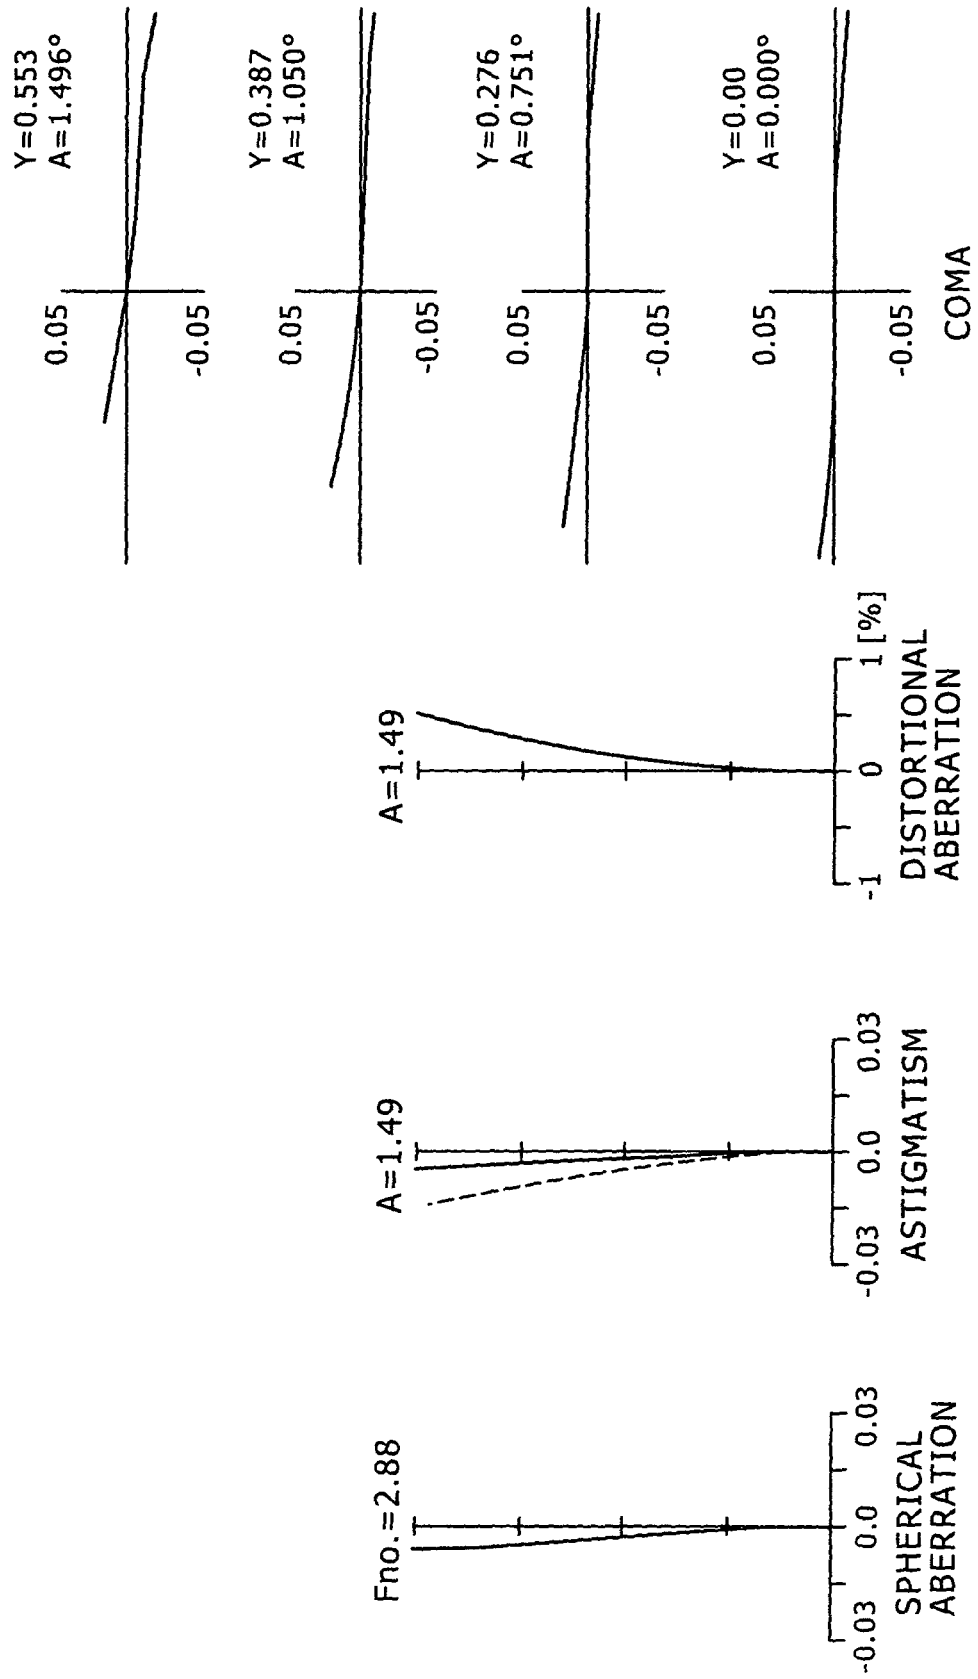 Fno.=2.88
-0.03
0.0
0.03
SPHERICAL
ABERRATION
A=1.49
-0.03
0.0
0.03
ASTIGMATISM
A=1.49
-1
0
1 [%]
DISTORTIONAL
ABERRATION
Y=0.553
A=1.496°
0.05
-0.05
Y=0.387
A=1.050°
0.05
-0.05
Y=0.276
A=0.751°
0.05
-0.05
Y=0.00
A=0.000°
0.05
-0.05
COMA